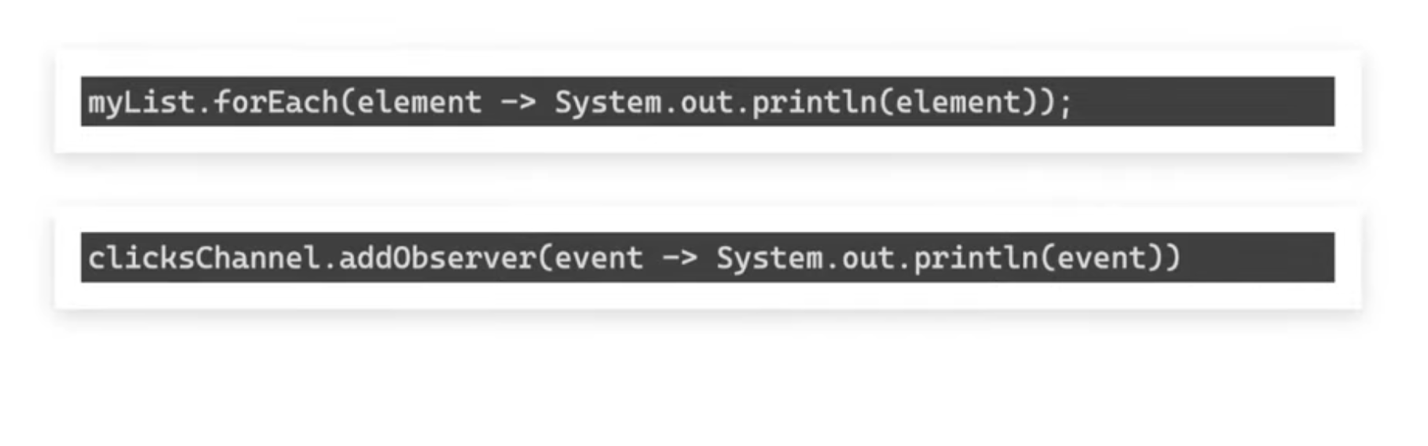 myList.forEach(element -> System.out.println(element));
clicksChannel.addObserver(event -> System.out.println(event))